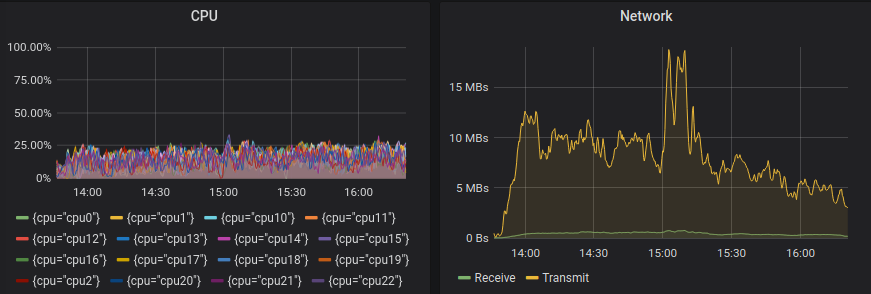 CPU
100.00%
75.00%
50.00%
25.00%
0%
14:00 14:30 15:00 15:30 16:00
{cpu="cpu0"} {cpu="cpu1"} {cpu="cpu10"} {cpu="cpu11"}
{cpu="cpu12"} {cpu="cpu13"} {cpu="cpu14"} {cpu="cpu15"}
{cpu="cpu16"} {cpu="cpu17"} {cpu="cpu18"} {cpu="cpu19"}
{cpu="cpu2"} {cpu="cpu20"} {cpu="cpu21"} {cpu="cpu22"}
Network
15 MBs
10 MBs
5 MBs
0 Bs
14:00 14:30 15:00 15:30 16:00
Receive Transmit